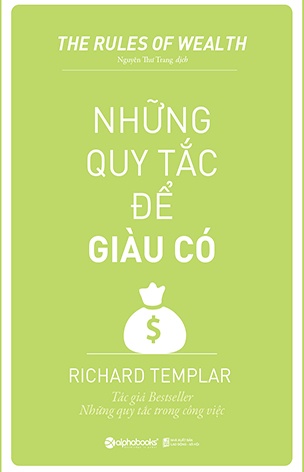 THE RULES OF WEALTH
Nguyễn Thư Trang dịch
NHỮNG
QUY TẮC
ĐỂ
GIÀU CÓ
$
RICHARD TEMPLAR
Tác giả Bestseller
Những quy tắc trong công việc
alphabooks